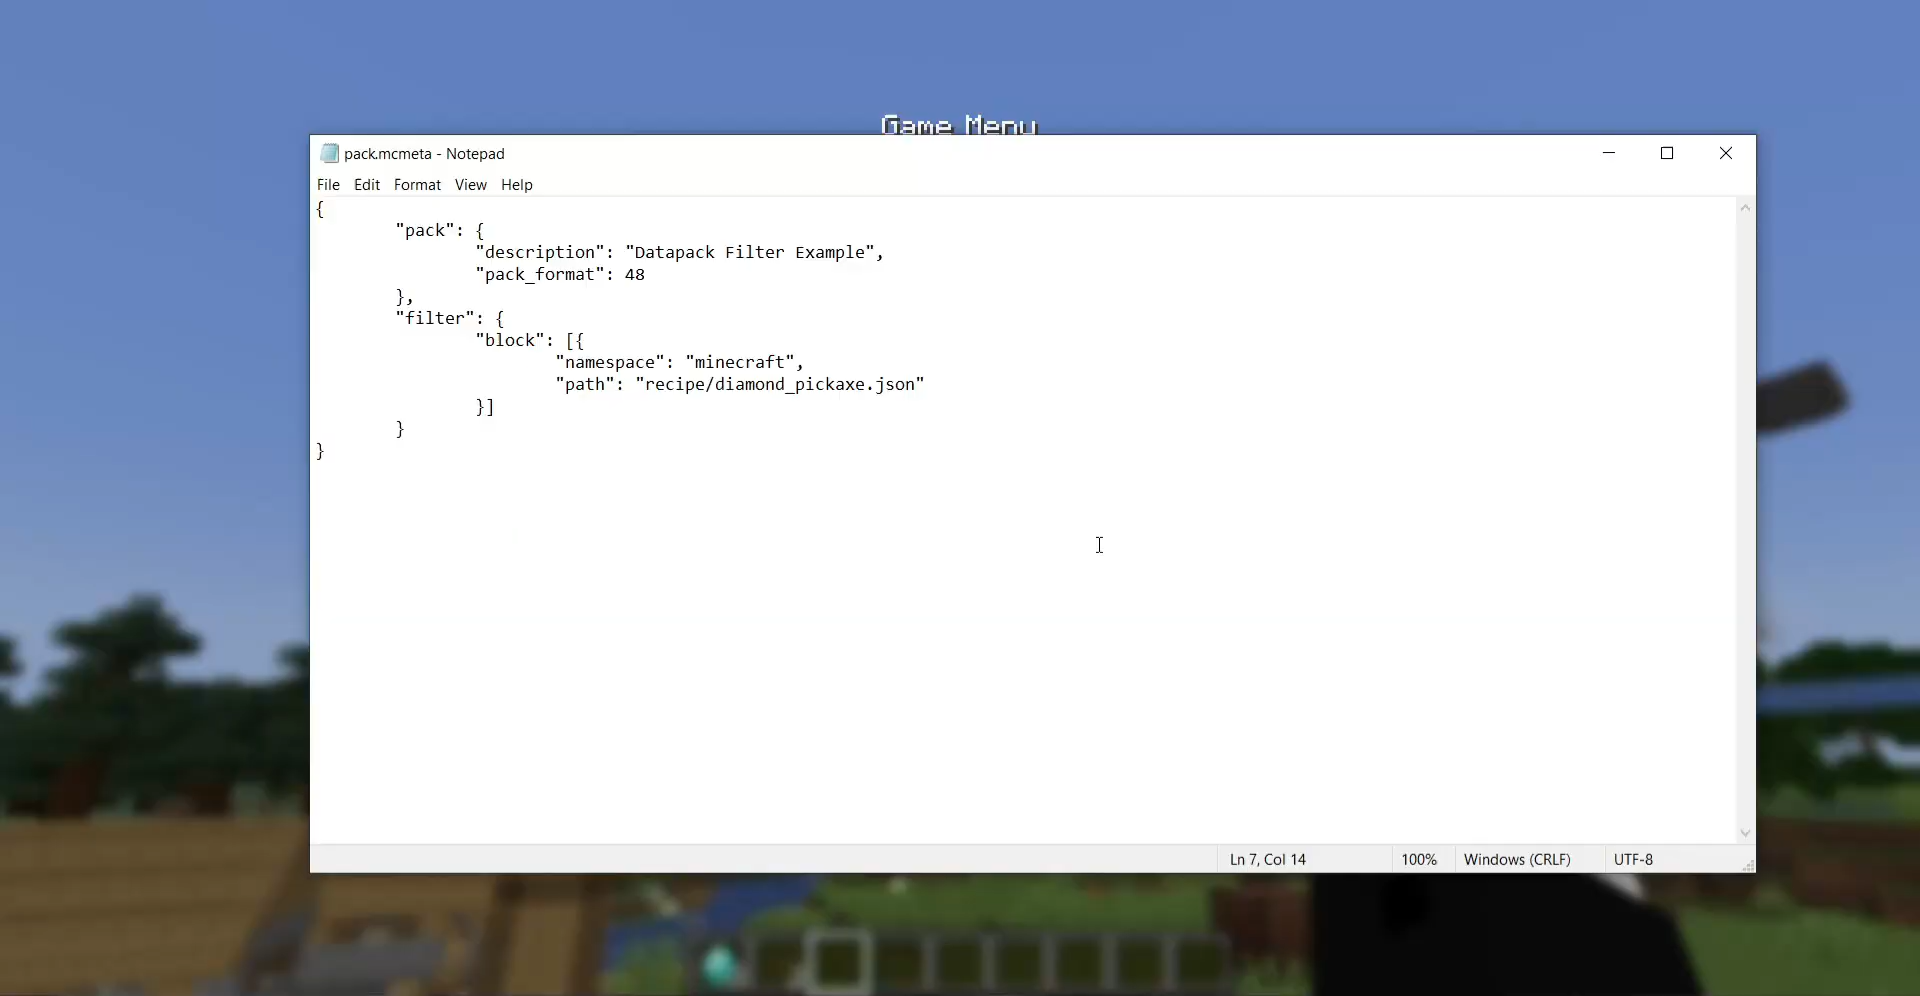 Game Menu
pack.mcmeta - Notepad
File Edit Format View Help
{
"pack": {
"description": "Datapack Filter Example",
"pack_format": 48
},
"filter": {
"block": [{
"namespace": "minecraft",
"path": "recipe/diamond_pickaxe.json"
}]
}
}
Ln 7, Col 14 100% Windows (CRLF) UTF-8